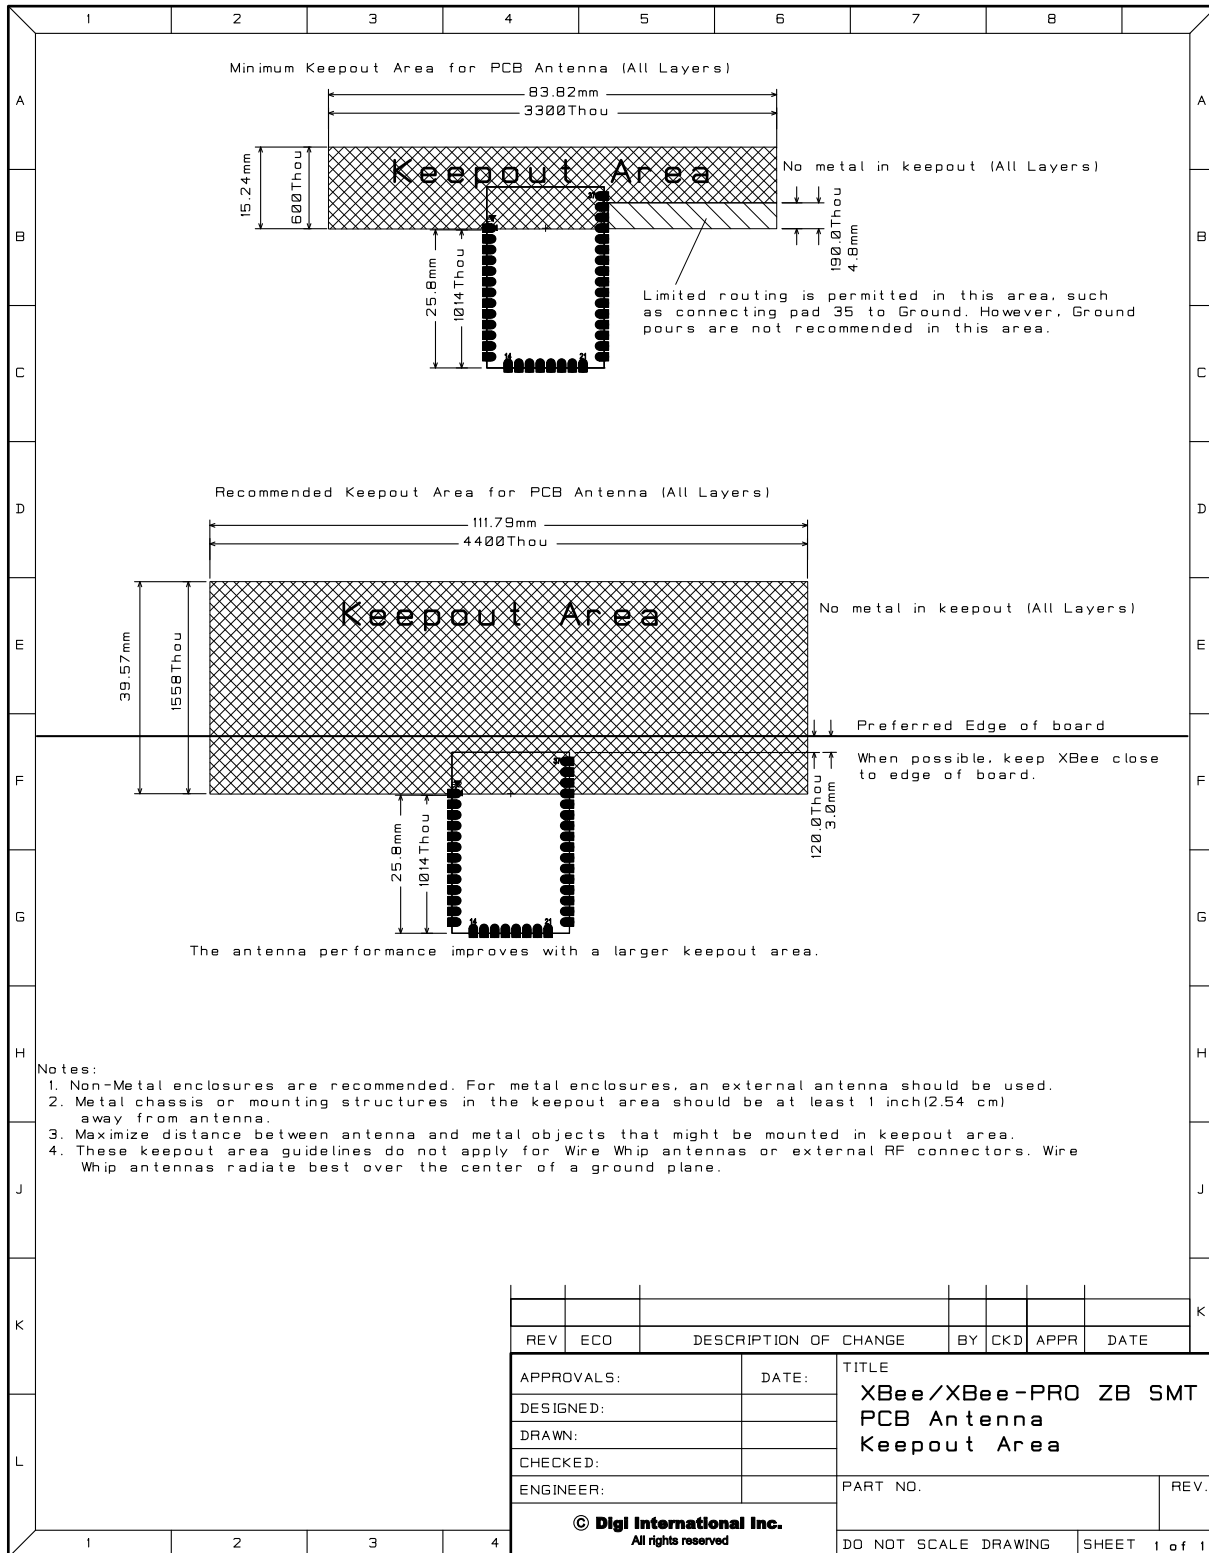 1 2 3 4 5 6 7 8
Minimum Keepout Area for PCB Antenna (All Layers)
83.82mm
3300Thou
A A
Keepout Area
No metal in keepout (All Layers)
15.24mm
600Thou
37
190.0Thou
4.8mm
B B
25.8mm
1014Thou
Limited routing is permitted in this area, such
as connecting pad 35 to Ground. However, Ground
pours are not recommended in this area.
14 21
C C
Recommended Keepout Area for PCB Antenna (All Layers)
D D
111.79mm
4400Thou
Keepout Area
No metal in keepout (All Layers)
E E
39.57mm
1558Thou
Preferred Edge of board
When possible, keep XBee close
to edge of board.
37
F F
120.0Thou
3.0mm
25.8mm
1014Thou
14 21
G G
The antenna performance improves with a larger keepout area.
H H
Notes:
1. Non-Metal enclosures are recommended. For metal enclosures, an external antenna should be used.
2. Metal chassis or mounting structures in the keepout area should be at least 1 inch(2.54 cm)
away from antenna.
3. Maximize distance between antenna and metal objects that might be mounted in keepout area.
4. These keepout area guidelines do not apply for Wire Whip antennas or external RF connectors. Wire
Whip antennas radiate best over the center of a ground plane.
J J
K K
REV ECO DESCRIPTION OF CHANGE BY CKD APPR DATE
APPROVALS: DATE:
DESIGNED:
DRAWN:
CHECKED:
ENGINEER:
TITLE
XBee/XBee-PRO ZB SMT
PCB Antenna
Keepout Area
L
PART NO. REV.
© Digi International Inc.
All rights reserved
DO NOT SCALE DRAWING SHEET 1 of 1
1 2 3 4